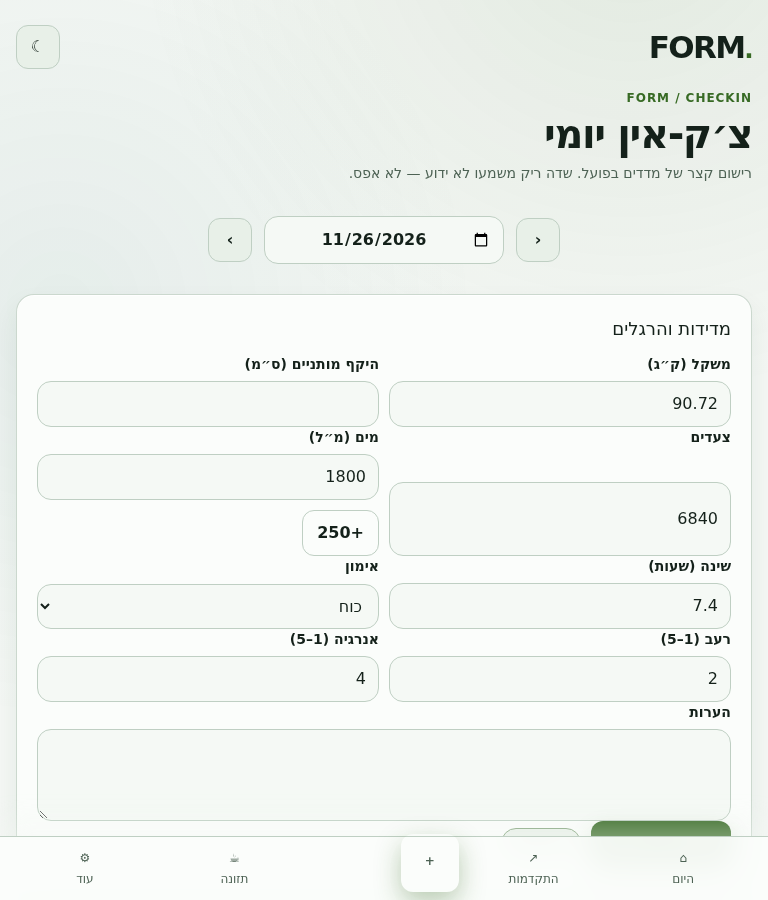 FORM.
☾
FORM / CHECKIN
צ׳ק-אין יומי
רישום קצר של מדדים בפועל. שדה ריק משמעו לא ידוע — לא אפס.
11/26/2026
מדידות והרגלים
משקל (ק״ג)
90.72
היקף מותניים (ס״מ)
צעדים
6840
מים (מ״ל)
1800
250+
שינה (שעות)
7.4
אימון
כוח
רעב (1–5)
2
אנרגיה (1–5)
4
הערות
היום
התקדמות
+
תזונה
עוד